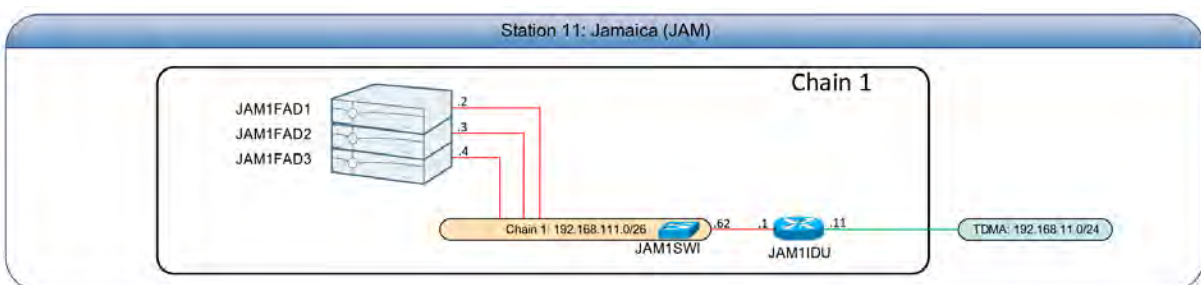 Station 11: Jamaica (JAM)
Chain 1
JAM1FAD1
.2
JAM1FAD2
.3
JAM1FAD3
.4
Chain 1: 192.168.111.0/26
.62
.1
.11
TDMA: 192.168.11.0/24
JAM1SWI
JAM1IDU